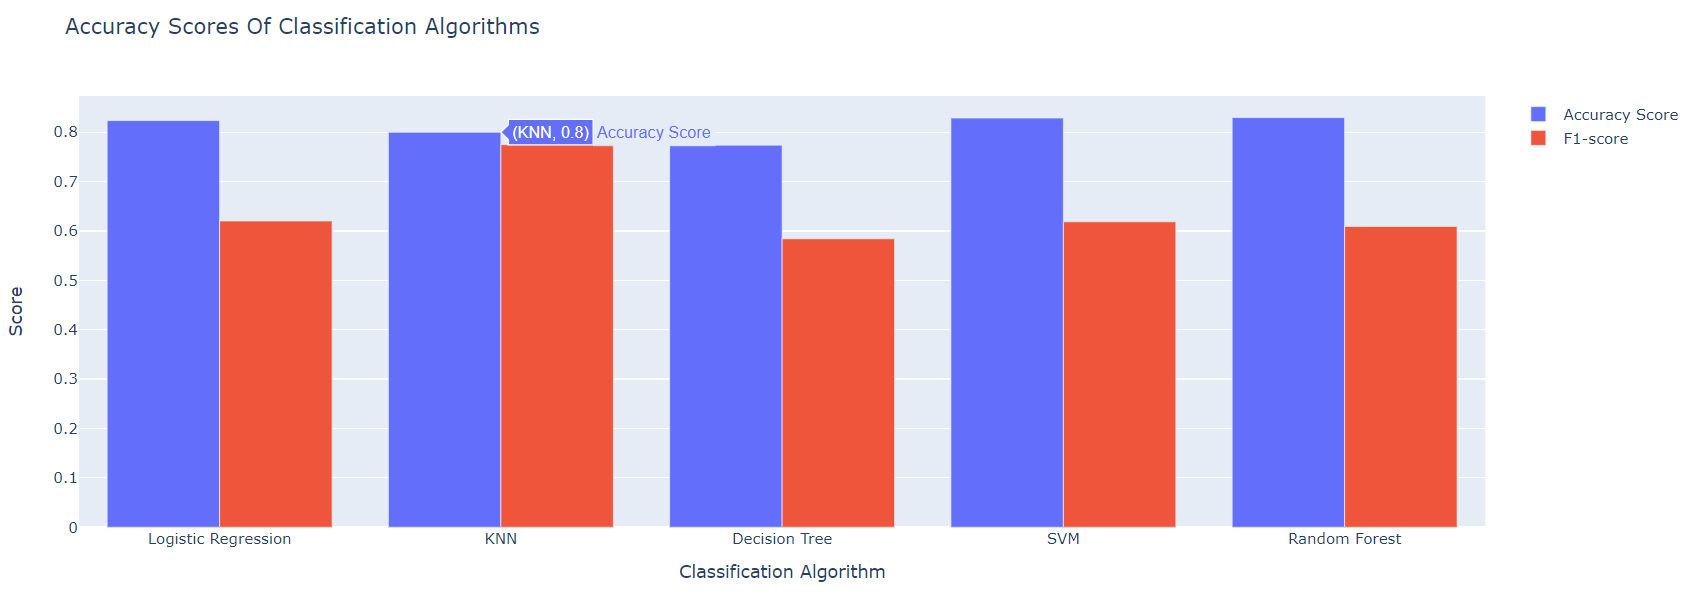 Accuracy Scores Of Classification Algorithms
Accuracy Score
F1-score
(KNN, 0.8) Accuracy Score
Score
0.8
0.7
0.6
0.5
0.4
0.3
0.2
0.1
0
Logistic Regression KNN Decision Tree SVM Random Forest
Classification Algorithm